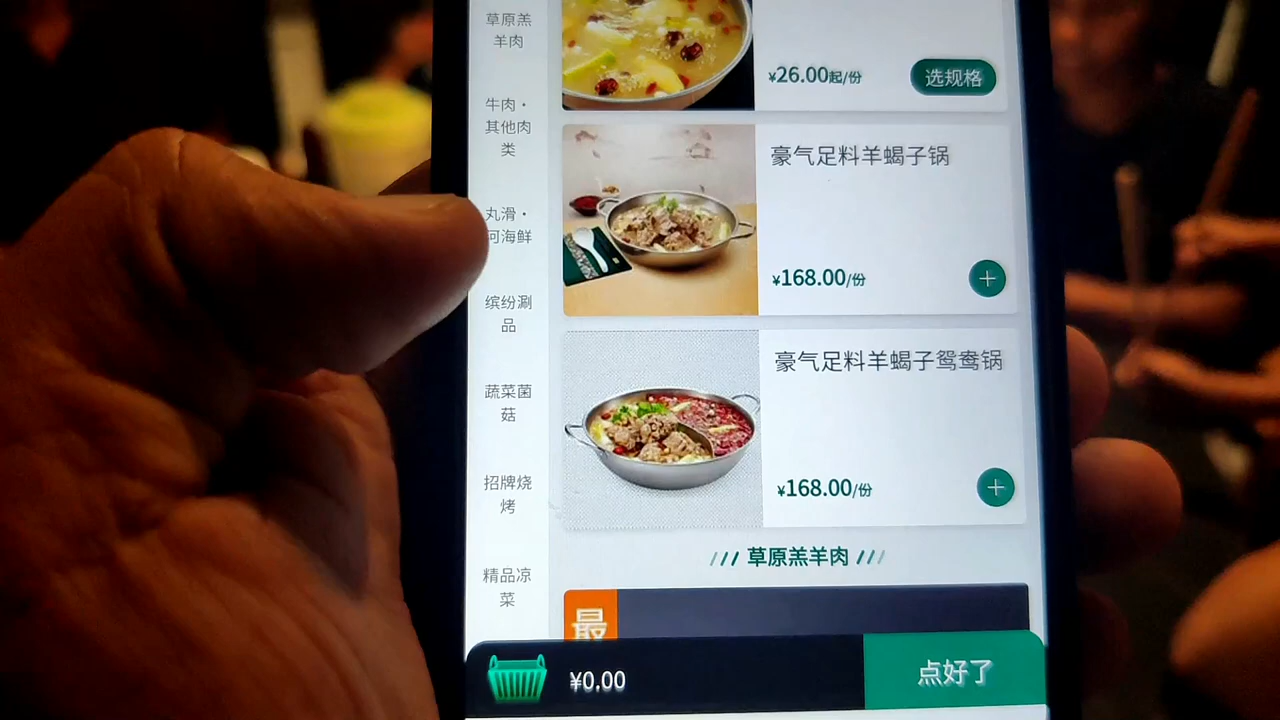 草原羔
羊肉
牛肉·
其他肉
类
丸滑·
河海鲜
缤纷涮
品
蔬菜菌
菇
招牌烧
烤
精品凉
菜
¥26.00起/份
选规格
豪气足料羊蝎子锅
¥168.00/份
豪气足料羊蝎子鸳鸯锅
¥168.00/份
草原羔羊肉
最
¥0.00
点好了